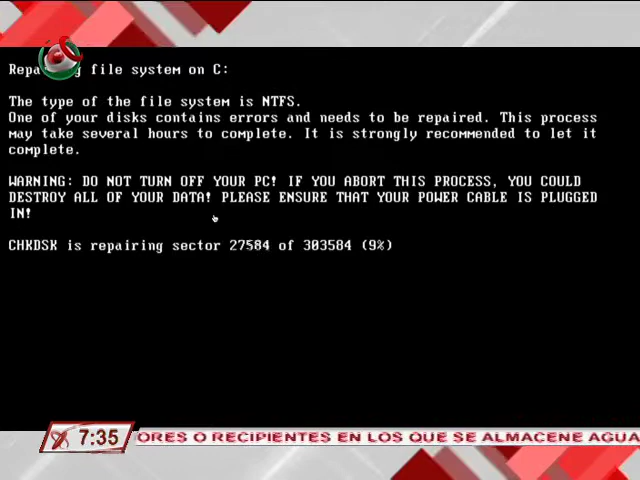 Repairing file system on C:
The type of the file system is NTFS.
One of your disks contains errors and needs to be repaired. This process
may take several hours to complete. It is strongly recommended to let it
complete.
WARNING: DO NOT TURN OFF YOUR PC! IF YOU ABORT THIS PROCESS, YOU COULD
DESTROY ALL OF YOUR DATA! PLEASE ENSURE THAT YOUR POWER CABLE IS PLUGGED
IN!
CHKDSK is repairing sector 27584 of 303584 (9%)
7:35
ORES O RECIPIENTES EN LOS QUE SE ALMACENE AGUA